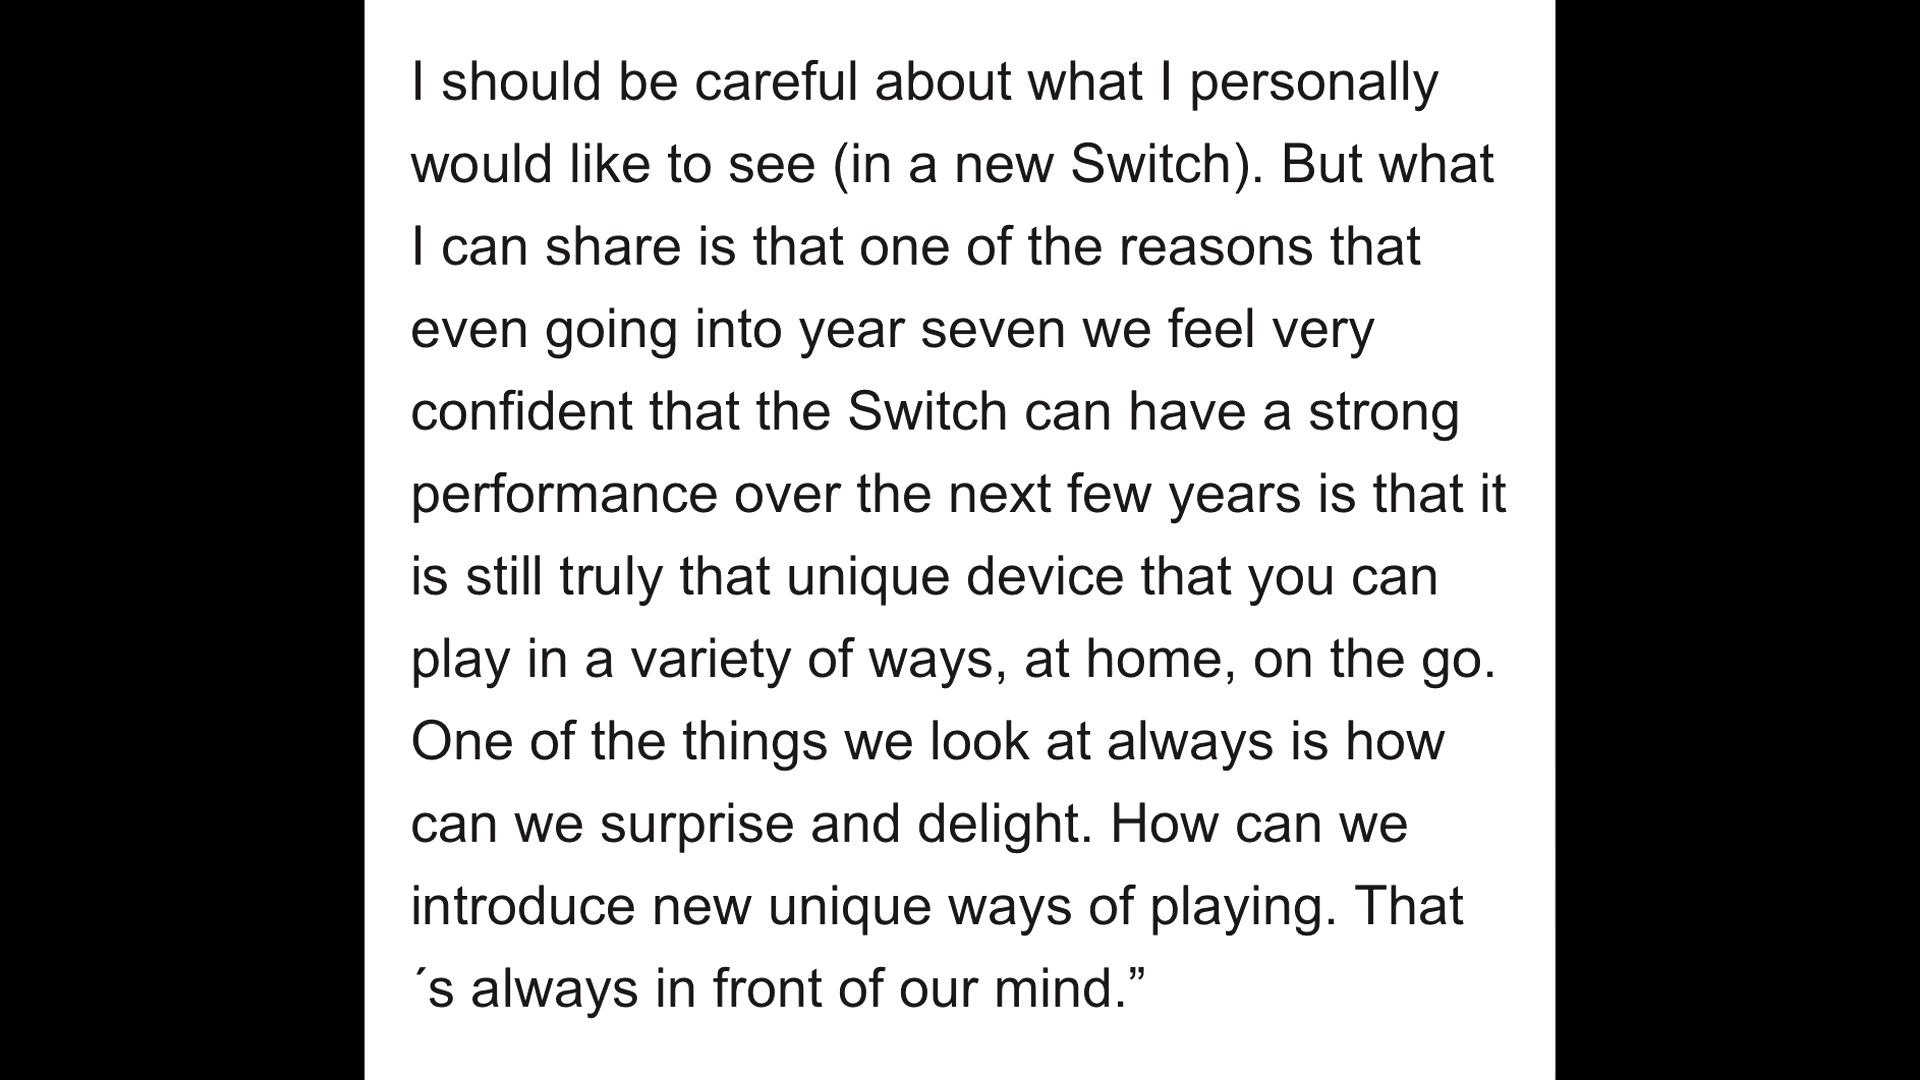 I should be careful about what I personally
would like to see (in a new Switch). But what
I can share is that one of the reasons that
even going into year seven we feel very
confident that the Switch can have a strong
performance over the next few years is that it
is still truly that unique device that you can
play in a variety of ways, at home, on the go.
One of the things we look at always is how
can we surprise and delight. How can we
introduce new unique ways of playing. That
´s always in front of our mind.”